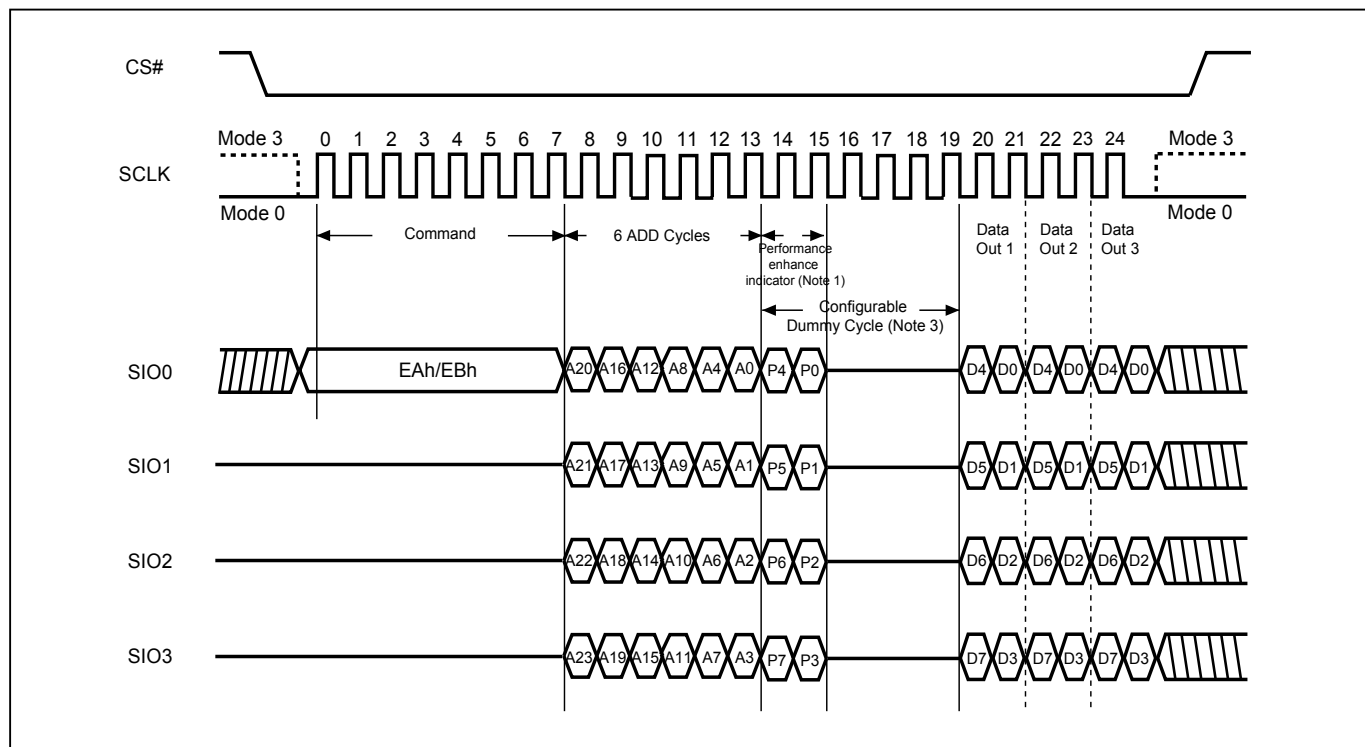 CS#
Mode 3
0 1 2 3 4 5 6 7 8 9 10 11 12 13 14 15 16 17 18 19 20 21 22 23 24
Mode 3
SCLK
Mode 0
Mode 0
Command
6 ADD Cycles
Performance
enhance
indicator (Note 1)
Data
Out 1
Data
Out 2
Data
Out 3
Configurable
Dummy Cycle (Note 3)
SIO0
EAh/EBh
A20 A16 A12 A8 A4 A0 P4 P0
D4 D0 D4 D0 D4 D0
SIO1
A21 A17 A13 A9 A5 A1 P5 P1
D5 D1 D5 D1 D5 D1
SIO2
A22 A18 A14 A10 A6 A2 P6 P2
D6 D2 D6 D2 D6 D2
SIO3
A23 A19 A15 A11 A7 A3 P7 P3
D7 D3 D7 D3 D7 D3